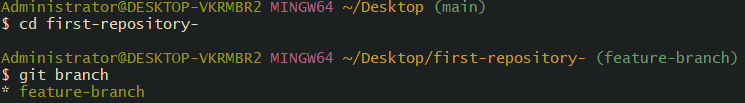 Administrator@DESKTOP-VKRMBR2 MINGW64 ~/Desktop (main)
$ cd first-repository-
Administrator@DESKTOP-VKRMBR2 MINGW64 ~/Desktop/first-repository- (feature-branch)
$ git branch
* feature-branch